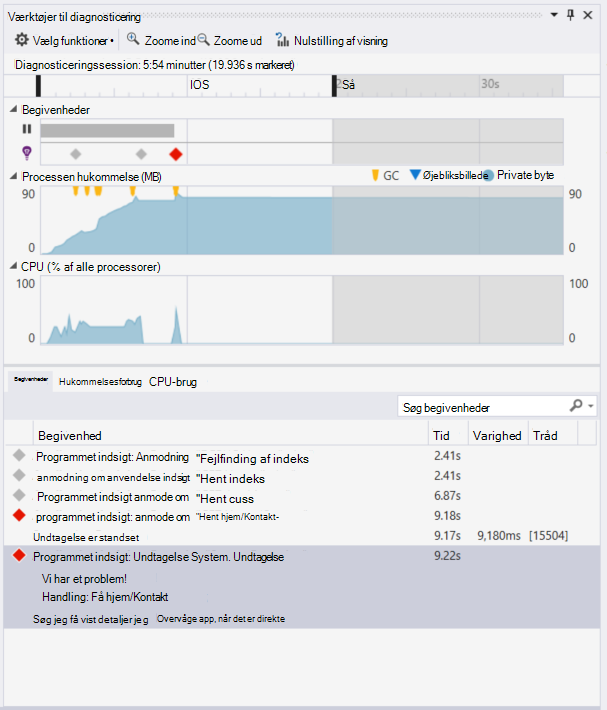 Værktøjer til diagnosticering
Vælg funktioner Zoome ind Zoome ud Nulstilling af visning
Diagnosticeringssession: 5:54 minutter (19.936 s markeret)
IOS Så 30s
Begivenheder
Processen hukommelse (MB) GC Øjebliksbillede Private byte
90 90
0 0
CPU (% af alle processorer)
100 100
0 0
Begivenheder Hukommelsesforbrug CPU-brug
Søg begivenheder
Begivenhed Tid Varighed Tråd
Programmet indsigt: Anmodning "Fejlfinding af indeks 2.41s
anmodning om anvendelse indsigt "Hent indeks 2.41s
Programmet indsigt anmode om "Hent cuss 6.87s
programmet indsigt: anmode om "Hent hjem/Kontakt- 9.18s
Undtagelse er standset 9.17s 9,180ms [15504]
Programmet indsigt: Undtagelse System. Undtagelse 9.22s
Vi har et problem!
Handling: Få hjem/Kontakt
Søg jeg få vist detaljer jeg Overvåge app, når det er direkte